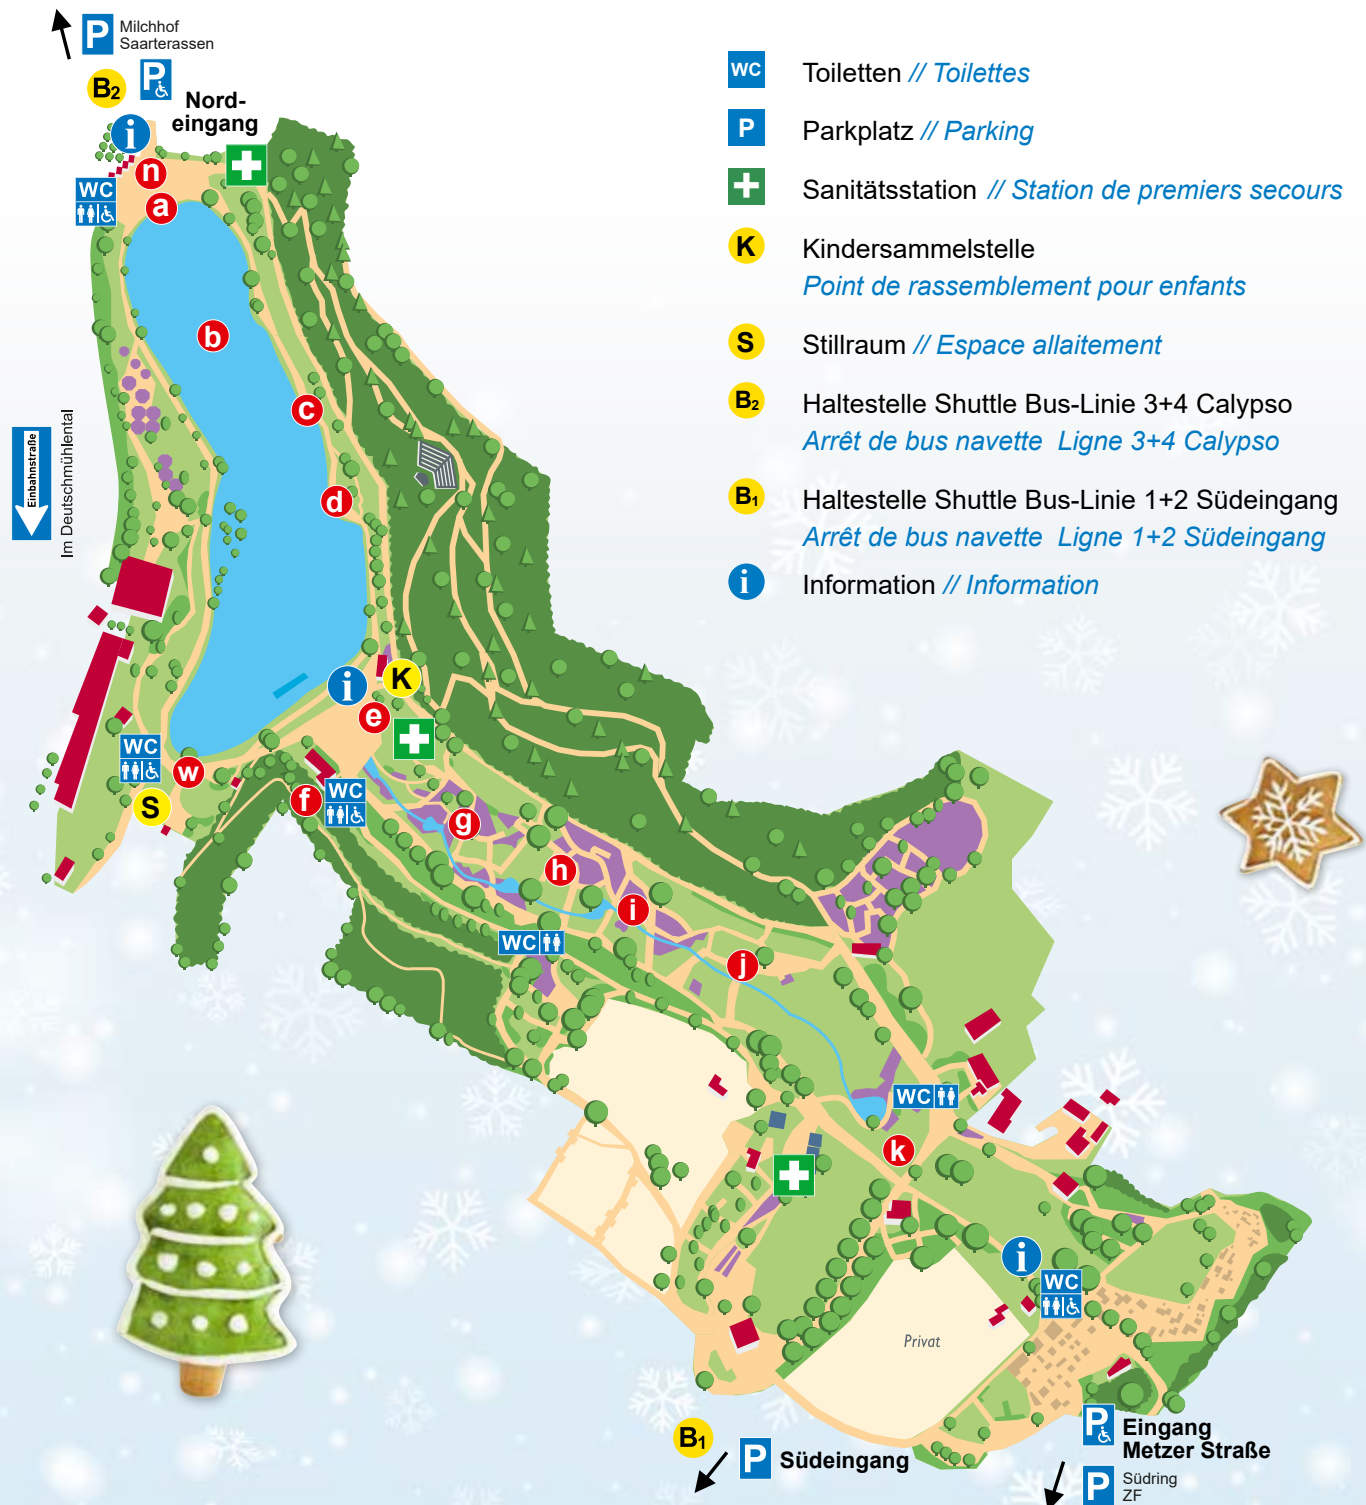 P Milchhof
Saarterassen
B2 P
Nord-
eingang
i
n
WC
a
b
c
d
Einbahnstraße
Im Deutschmühlental
i K
e
WC
w
S
f WC
g
h
i
WC
j
WC
k
i
WC
Privat
B1
P Südeingang
P Eingang
Metzer Straße
P Südring
ZF
WC Toiletten // Toilettes
P Parkplatz // Parking
Sanitätsstation // Station de premiers secours
K Kindersammelstelle
Point de rassemblement pour enfants
S Stillraum // Espace allaitement
B2 Haltestelle Shuttle Bus-Linie 3+4 Calypso
Arrêt de bus navette Ligne 3+4 Calypso
B1 Haltestelle Shuttle Bus-Linie 1+2 Südeingang
Arrêt de bus navette Ligne 1+2 Südeingang
i Information // Information